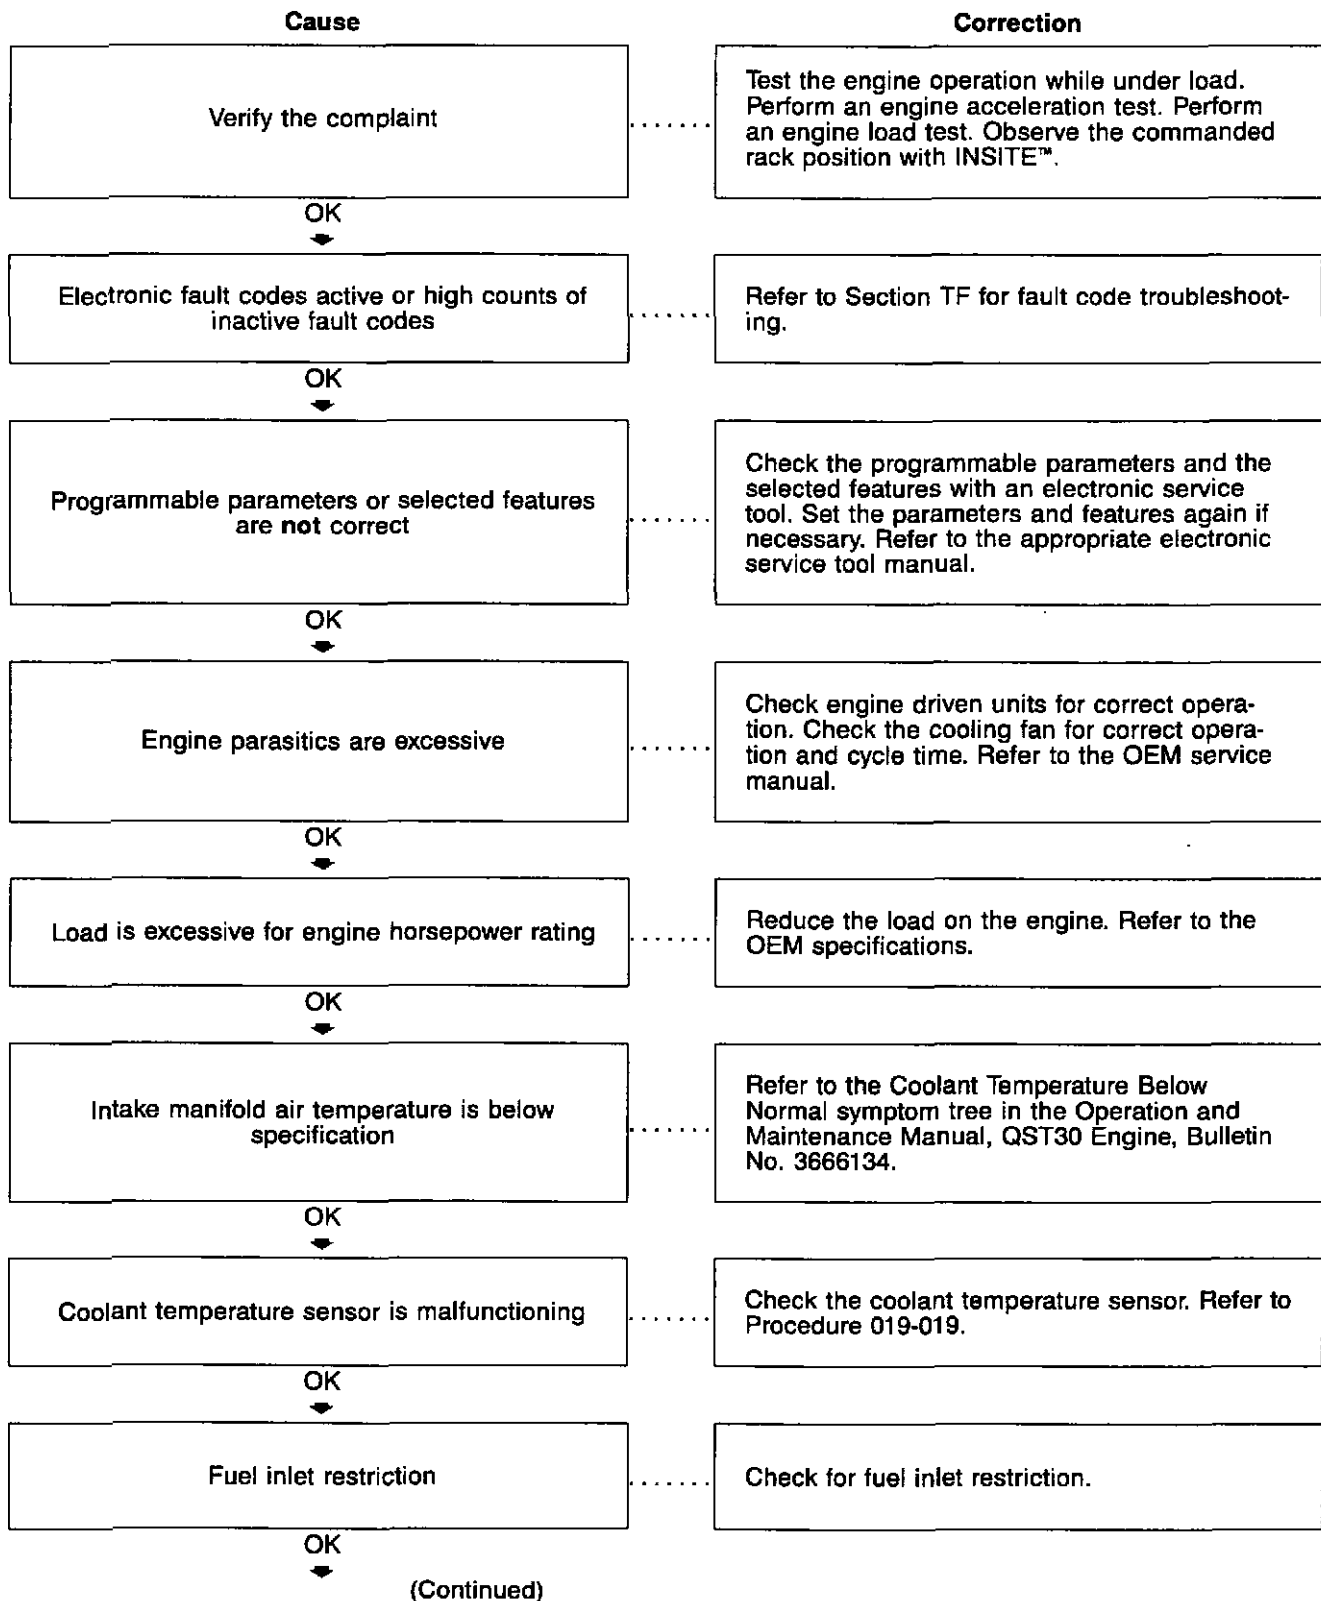 Cause
Correction
Verify the complaint
Test the engine operation while under load.
Perform an engine acceleration test. Perform
an engine load test. Observe the commanded
rack position with INSITE™.
OK
Electronic fault codes active or high counts of
inactive fault codes
Refer to Section TF for fault code troubleshoot-
ing.
OK
Programmable parameters or selected features
are not correct
Check the programmable parameters and the
selected features with an electronic service
tool. Set the parameters and features again if
necessary. Refer to the appropriate electronic
service tool manual.
OK
Engine parasitics are excessive
Check engine driven units for correct opera-
tion. Check the cooling fan for correct opera-
tion and cycle time. Refer to the OEM service
manual.
OK
Load is excessive for engine horsepower rating
Reduce the load on the engine. Refer to the
OEM specifications.
OK
Intake manifold air temperature is below
specification
Refer to the Coolant Temperature Below
Normal symptom tree in the Operation and
Maintenance Manual, QST30 Engine, Bulletin
No. 3666134.
OK
Coolant temperature sensor is malfunctioning
Check the coolant temperature sensor. Refer to
Procedure 019-019.
OK
Fuel inlet restriction
Check for fuel inlet restriction.
OK
(Continued)